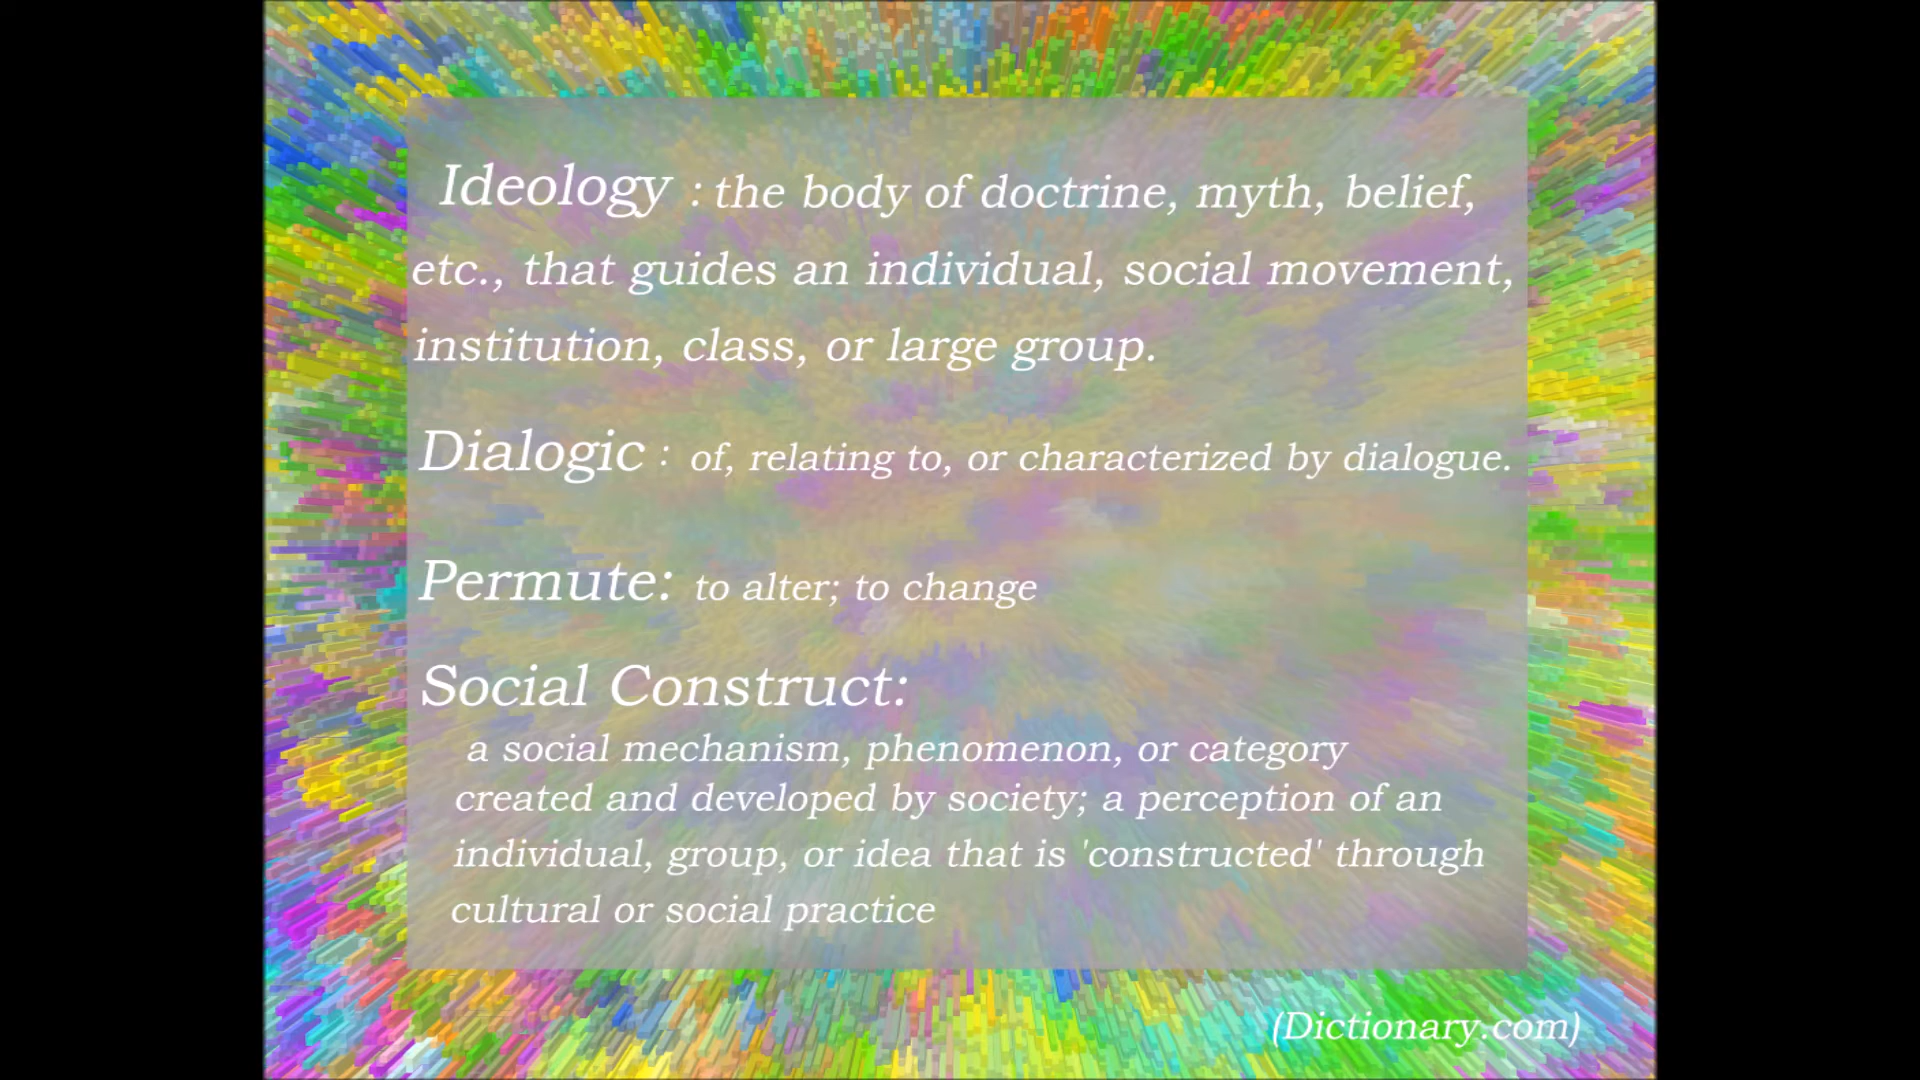 Ideology : the body of doctrine, myth, belief,
etc., that guides an individual, social movement,
institution, class, or large group.
Dialogic : of, relating to, or characterized by dialogue.
Permute: to alter; to change
Social Construct:
a social mechanism, phenomenon, or category
created and developed by society; a perception of an
individual, group, or idea that is 'constructed' through
cultural or social practice
(Dictionary.com)